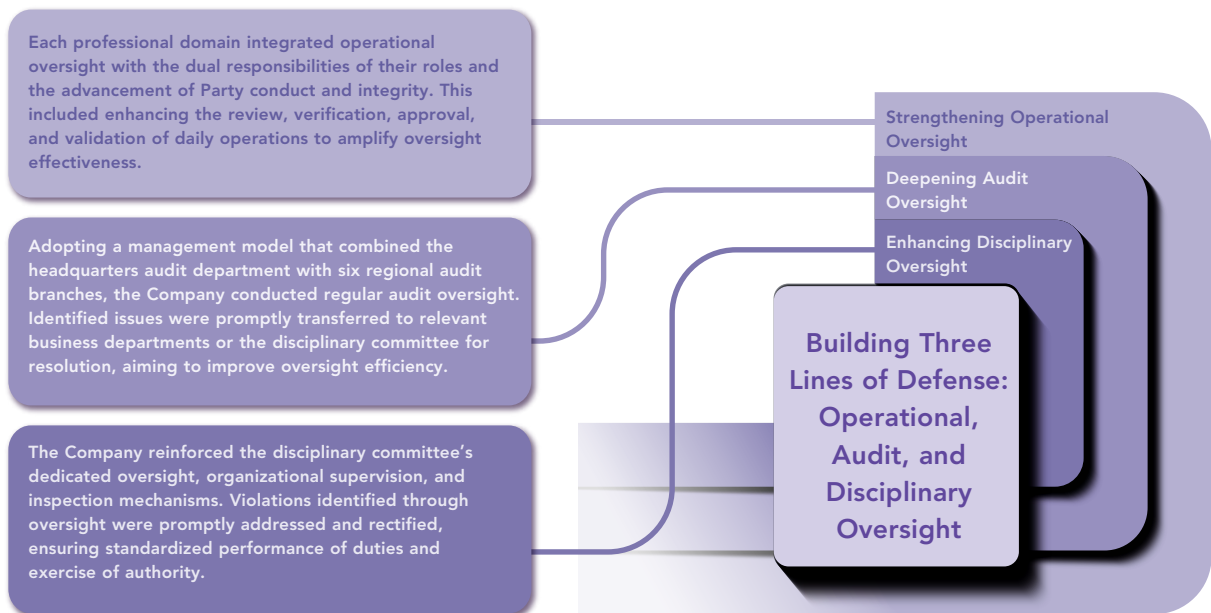 Each professional domain integrated operational
oversight with the dual responsibilities of their roles and
the advancement of Party conduct and integrity. This
included enhancing the review, verification, approval,
and validation of daily operations to amplify oversight
effectiveness.
Strengthening Operational
Oversight
Adopting a management model that combined the
headquarters audit department with six regional audit
branches, the Company conducted regular audit oversight.
Identified issues were promptly transferred to relevant
business departments or the disciplinary committee for
resolution, aiming to improve oversight efficiency.
Deepening Audit
Oversight
The Company reinforced the disciplinary committee’s
dedicated oversight, organizational supervision, and
inspection mechanisms. Violations identified through
oversight were promptly addressed and rectified,
ensuring standardized performance of duties and
exercise of authority.
Enhancing Disciplinary
Oversight
Building Three
Lines of Defense:
Operational,
Audit, and
Disciplinary
Oversight